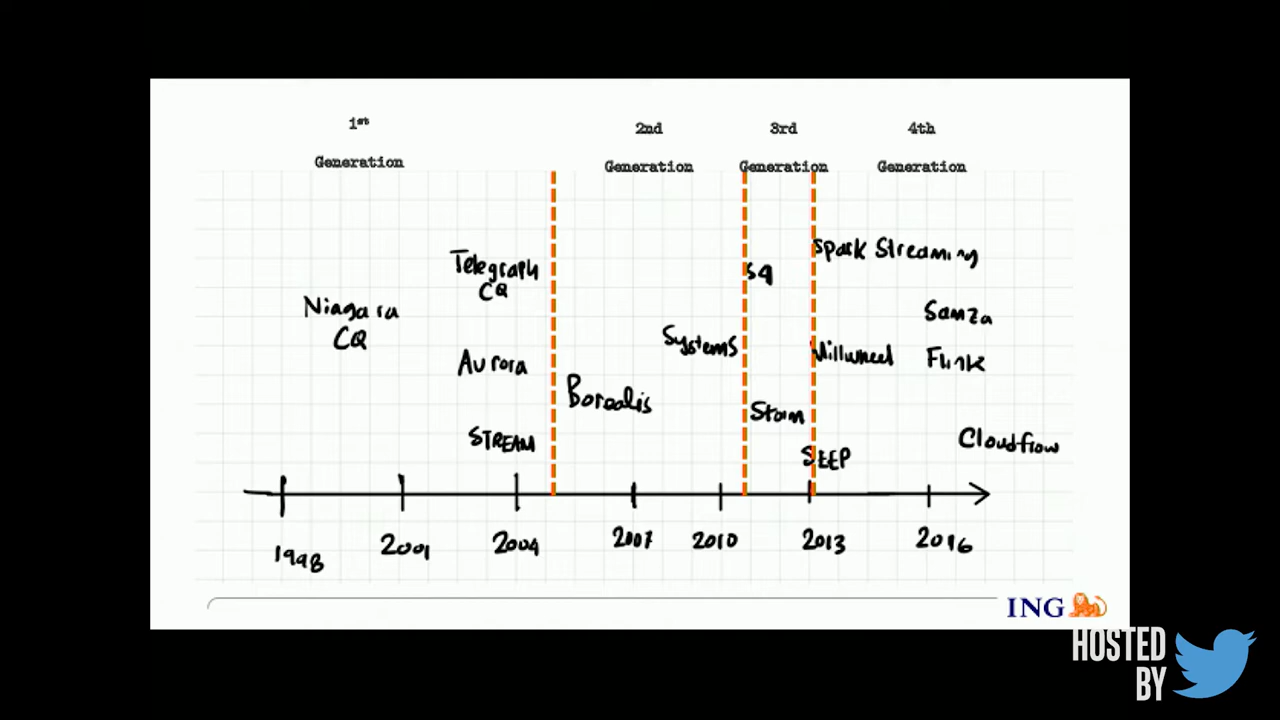 1st
Generation
2nd
Generation
3rd
Generation
4th
Generation
Niagara
CQ
Telegraph
CQ
Aurora
STREAM
Borealis
SystemS
S4
Storm
SEEP
Spark Streaming
Millwheel
Samza
Flink
Cloudflow
1998
2001
2004
2007
2010
2013
2016
ING
HOSTED
BY